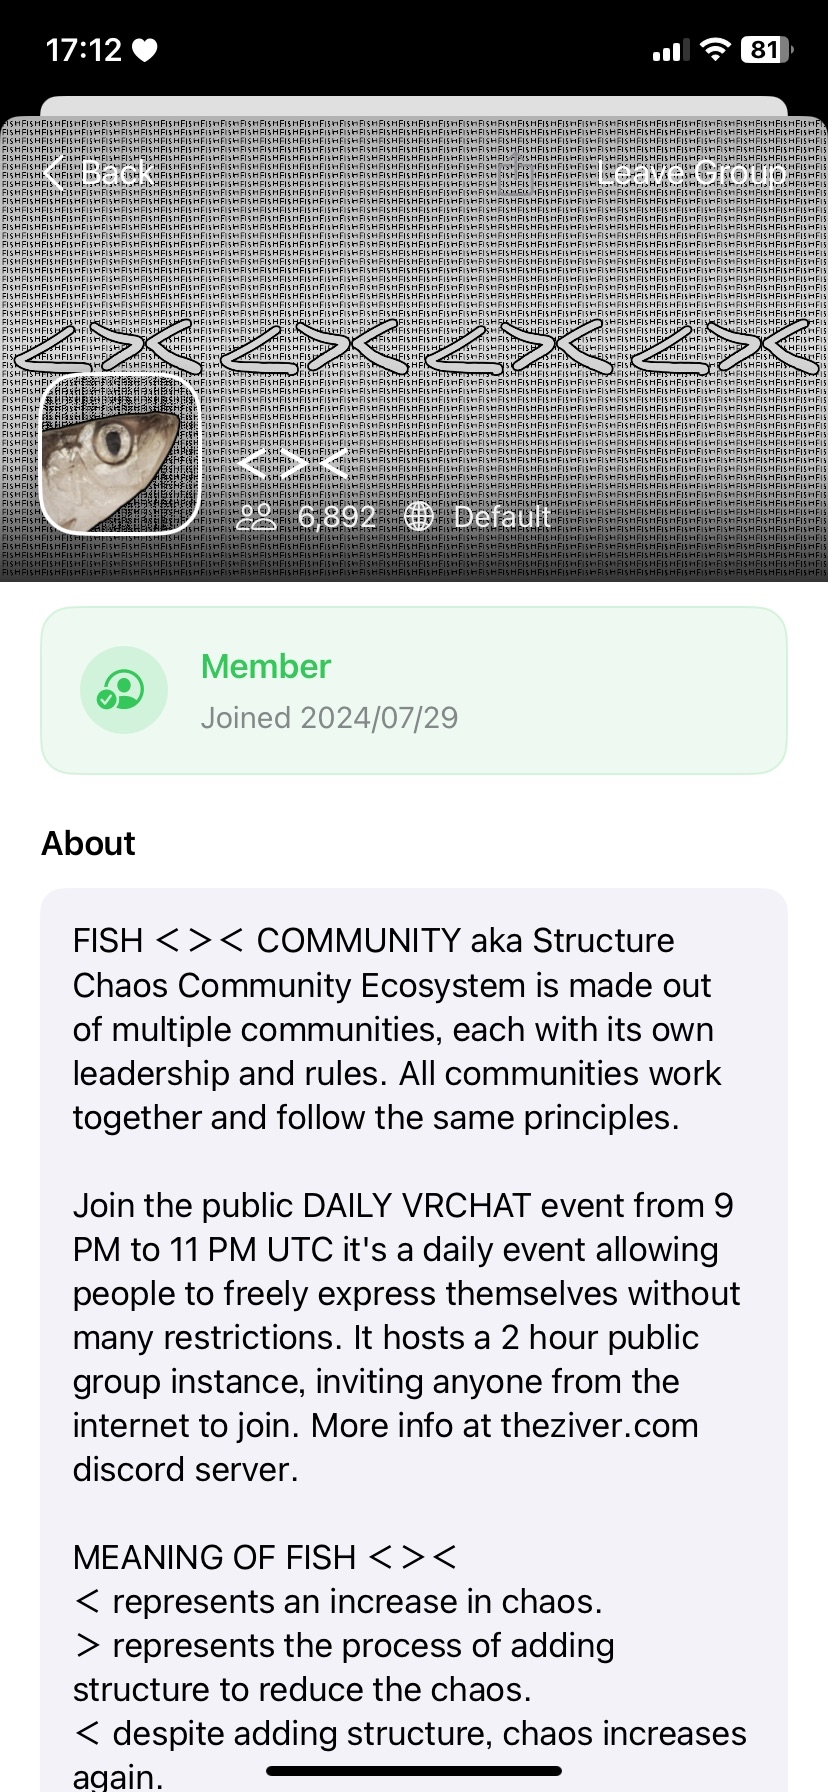 17:12
81
Back
Leave Group
<><
6,892 Default
Member
Joined 2024/07/29
About
FISH <>< COMMUNITY aka Structure
Chaos Community Ecosystem is made out
of multiple communities, each with its own
leadership and rules. All communities work
together and follow the same principles.
Join the public DAILY VRCHAT event from 9
PM to 11 PM UTC it's a daily event allowing
people to freely express themselves without
many restrictions. It hosts a 2 hour public
group instance, inviting anyone from the
internet to join. More info at theziver.com
discord server.
MEANING OF FISH <><
< represents an increase in chaos.
> represents the process of adding
structure to reduce the chaos.
< despite adding structure, chaos increases
again.